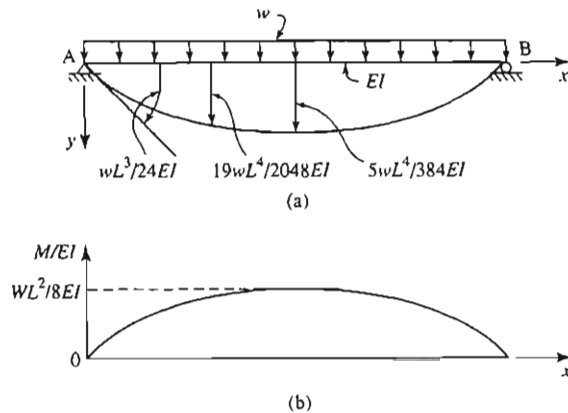 w
A
B
x
EI
y
wL³/24EI
19wL⁴/2048EI
5wL⁴/384EI
(a)
M/EI
WL²/8EI
0
x
(b)